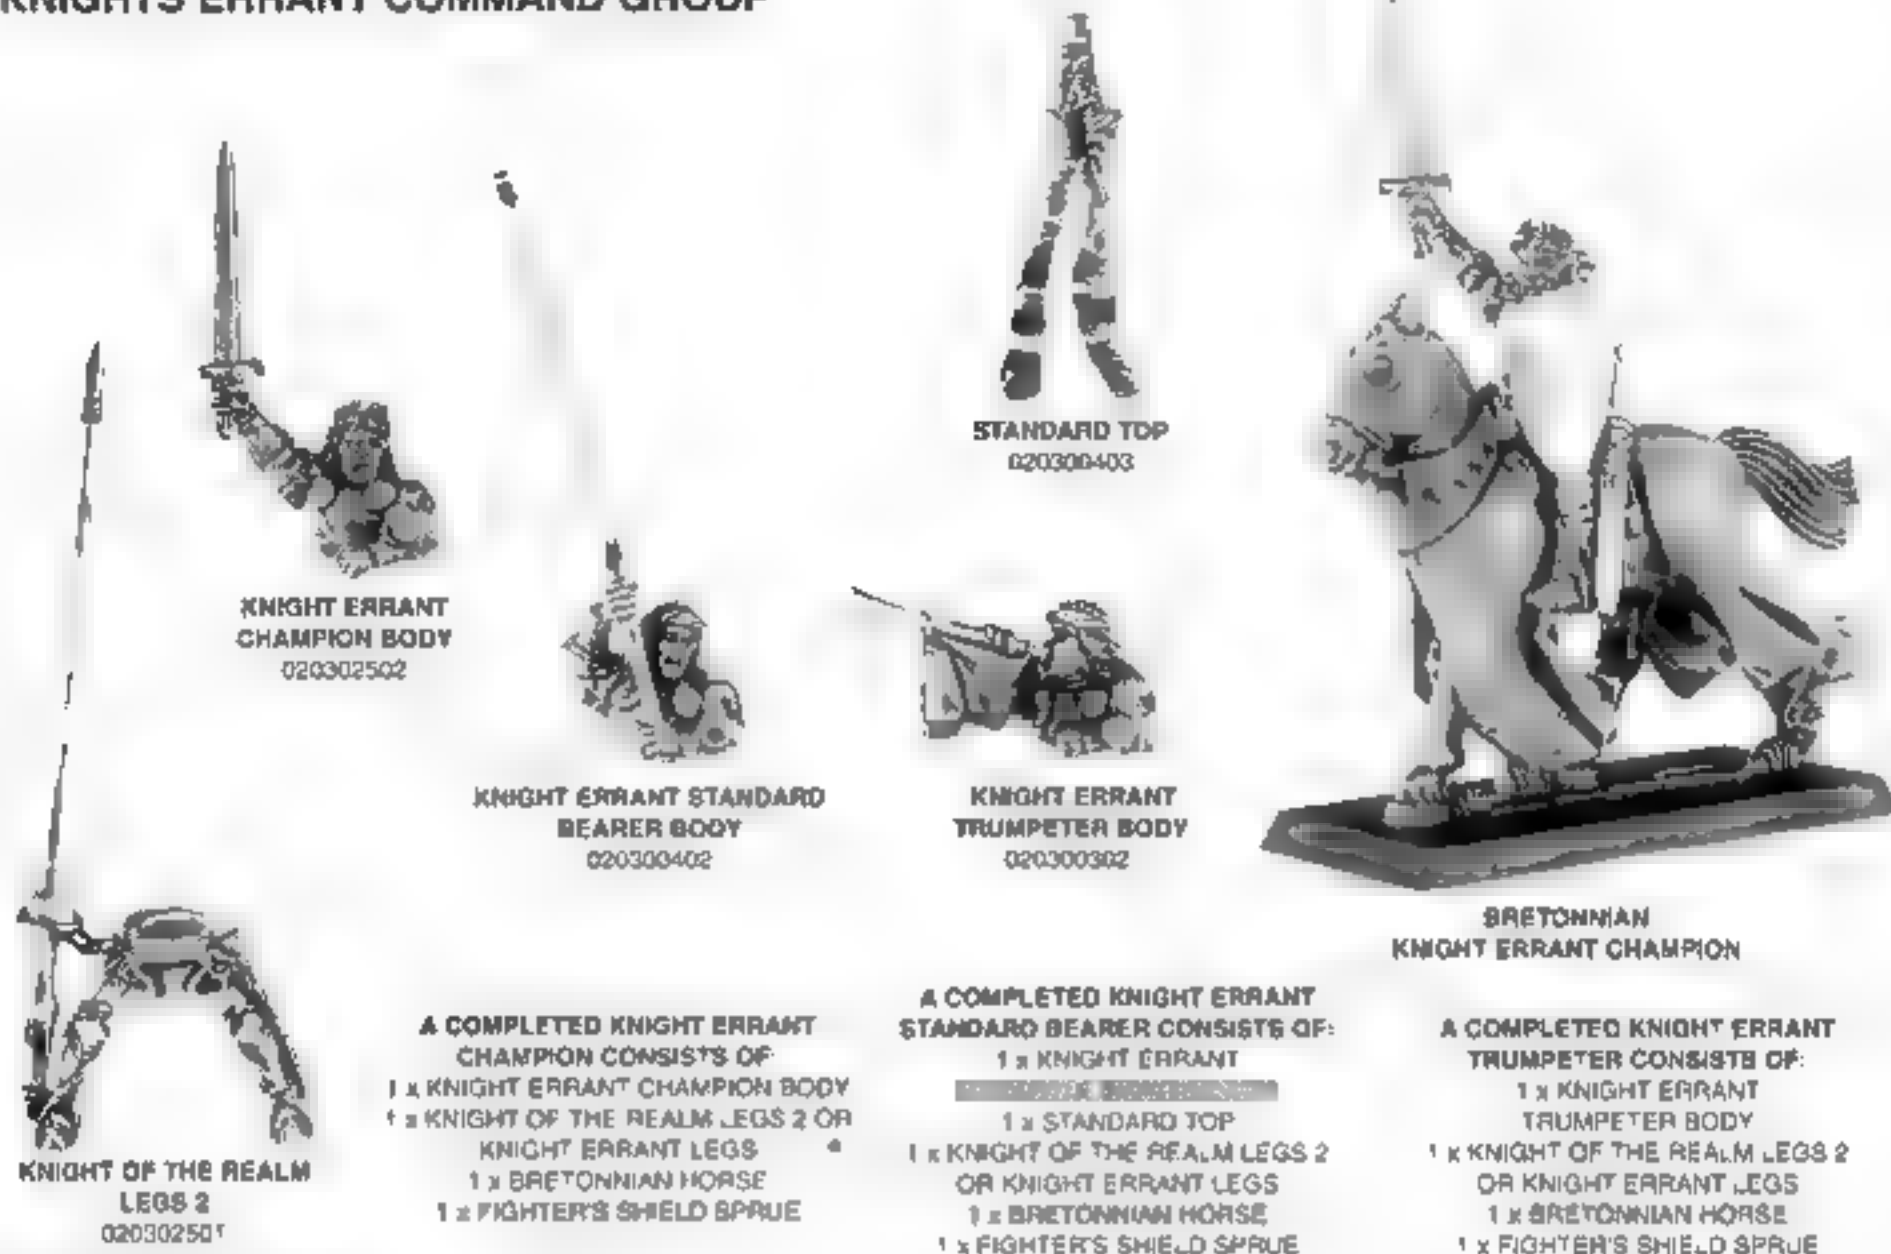 KNIGHTS ERRANT COMMAND GROUP
STANDARD TOP
020300403
KNIGHT ERRANT
CHAMPION BODY
020302502
KNIGHT ERRANT STANDARD
BEARER BODY
020300402
KNIGHT ERRANT
TRUMPETER BODY
020300302
BRETONNIAN
KNIGHT ERRANT CHAMPION
KNIGHT OF THE REALM
LEGS 2
020302501
A COMPLETED KNIGHT ERRANT
CHAMPION CONSISTS OF:
1 x KNIGHT ERRANT CHAMPION BODY
1 x KNIGHT OF THE REALM LEGS 2 OR
KNIGHT ERRANT LEGS
1 x BRETONNIAN HORSE
1 x FIGHTER'S SHIELD SPRUE
A COMPLETED KNIGHT ERRANT
STANDARD BEARER CONSISTS OF:
1 x KNIGHT ERRANT
1 x STANDARD TOP
1 x KNIGHT OF THE REALM LEGS 2
OR KNIGHT ERRANT LEGS
1 x BRETONNIAN HORSE
1 x FIGHTER'S SHIELD SPRUE
A COMPLETED KNIGHT ERRANT
TRUMPETER CONSISTS OF:
1 x KNIGHT ERRANT
TRUMPETER BODY
1 x KNIGHT OF THE REALM LEGS 2
OR KNIGHT ERRANT LEGS
1 x BRETONNIAN HORSE
1 x FIGHTER'S SHIELD SPRUE